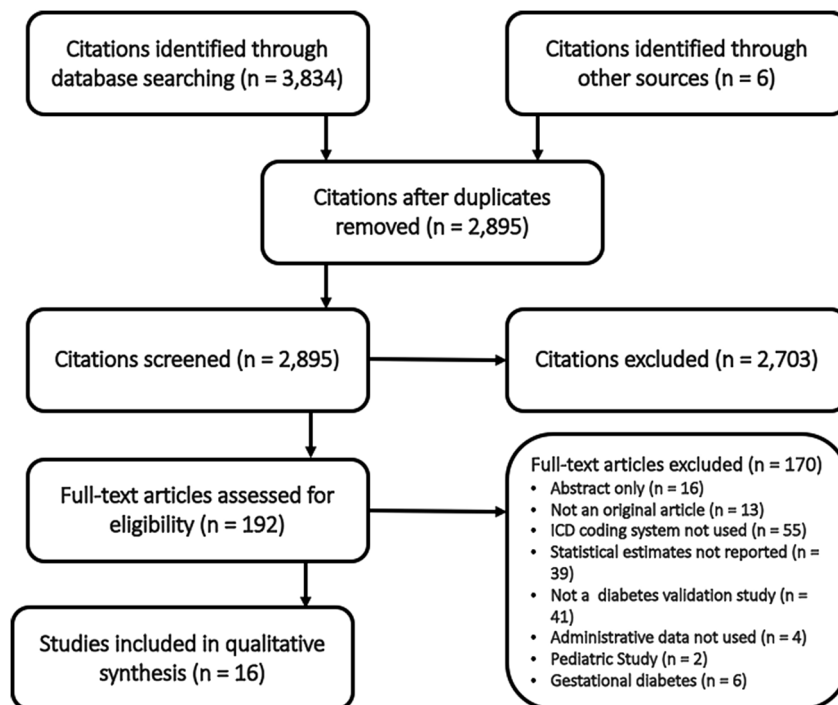 Citations identified through
database searching (n = 3,834)
Citations identified through
other sources (n = 6)
Citations after duplicates
removed (n = 2,895)
Citations screened (n = 2,895)
Citations excluded (n = 2,703)
Full-text articles assessed for
eligibility (n = 192)
Full-text articles excluded (n = 170)
• Abstract only (n = 16)
• Not an original article (n = 13)
• ICD coding system not used (n = 55)
• Statistical estimates not reported (n =
39)
• Not a diabetes validation study (n =
41)
• Administrative data not used (n = 4)
• Pediatric Study (n = 2)
• Gestational diabetes (n = 6)
Studies included in qualitative
synthesis (n = 16)